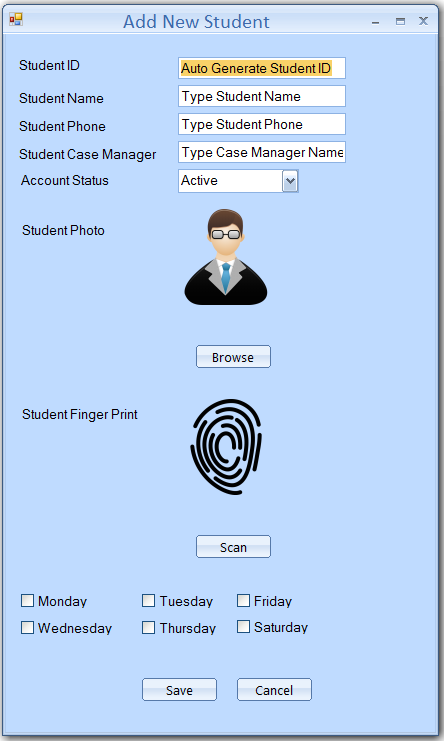 Add New Student
Student ID Auto Generate Student ID
Student Name Type Student Name
Student Phone Type Student Phone
Student Case Manager Type Case Manager Name
Account Status Active
Student Photo
Browse
Student Finger Print
Scan
Monday Tuesday Friday
Wednesday Thursday Saturday
Save Cancel